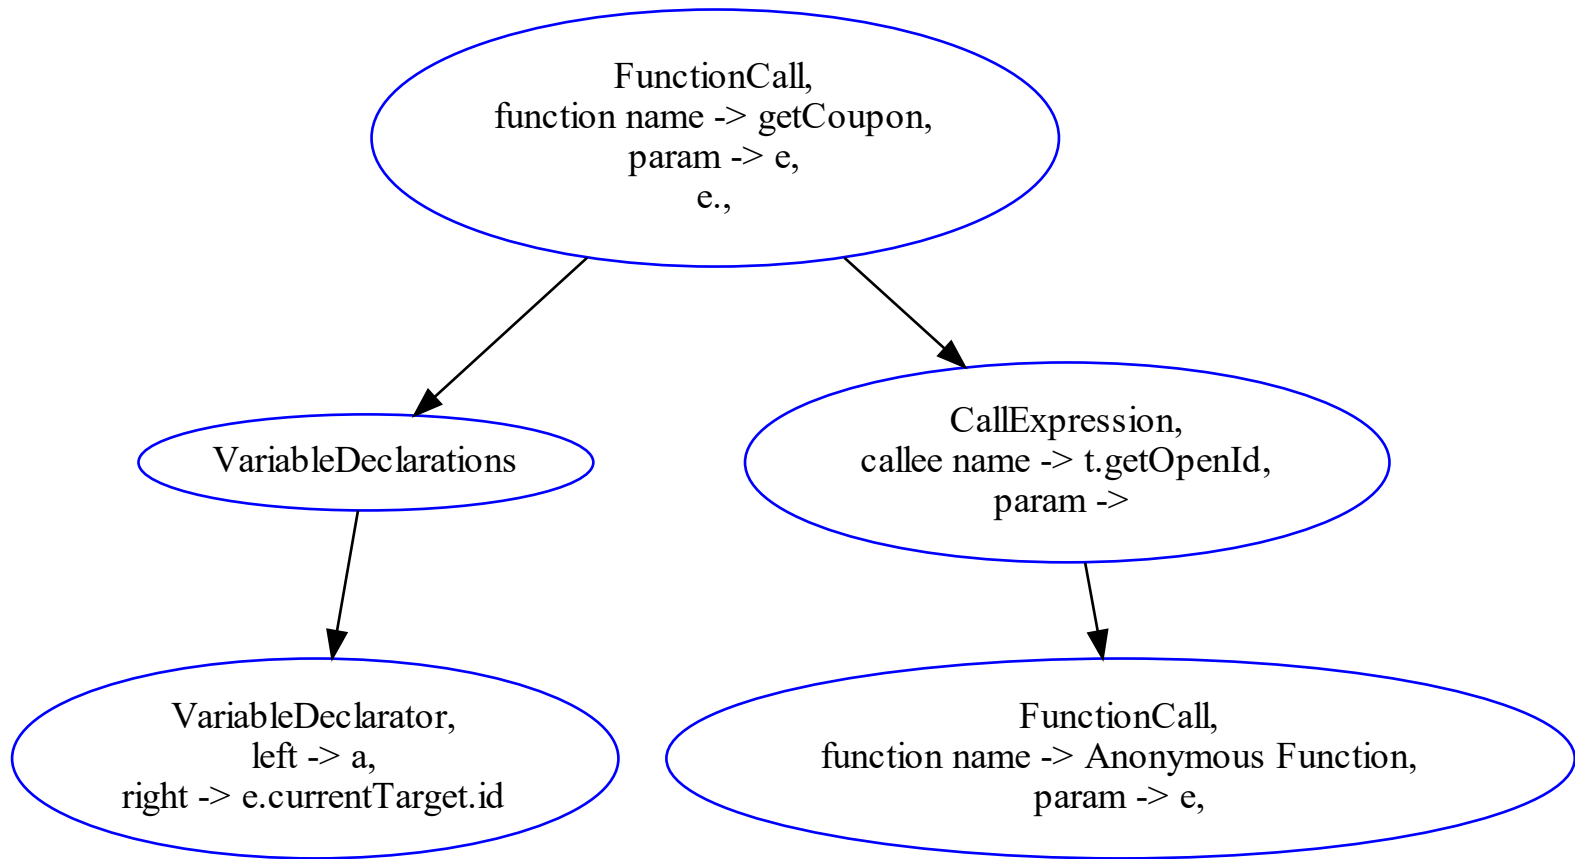 FunctionCall,
function name -> getCoupon,
param -> e,
e.,
VariableDeclarations
CallExpression,
callee name -> t.getOpenId,
param ->
VariableDeclarator,
left -> a,
right -> e.currentTarget.id
FunctionCall,
function name -> Anonymous Function,
param -> e,